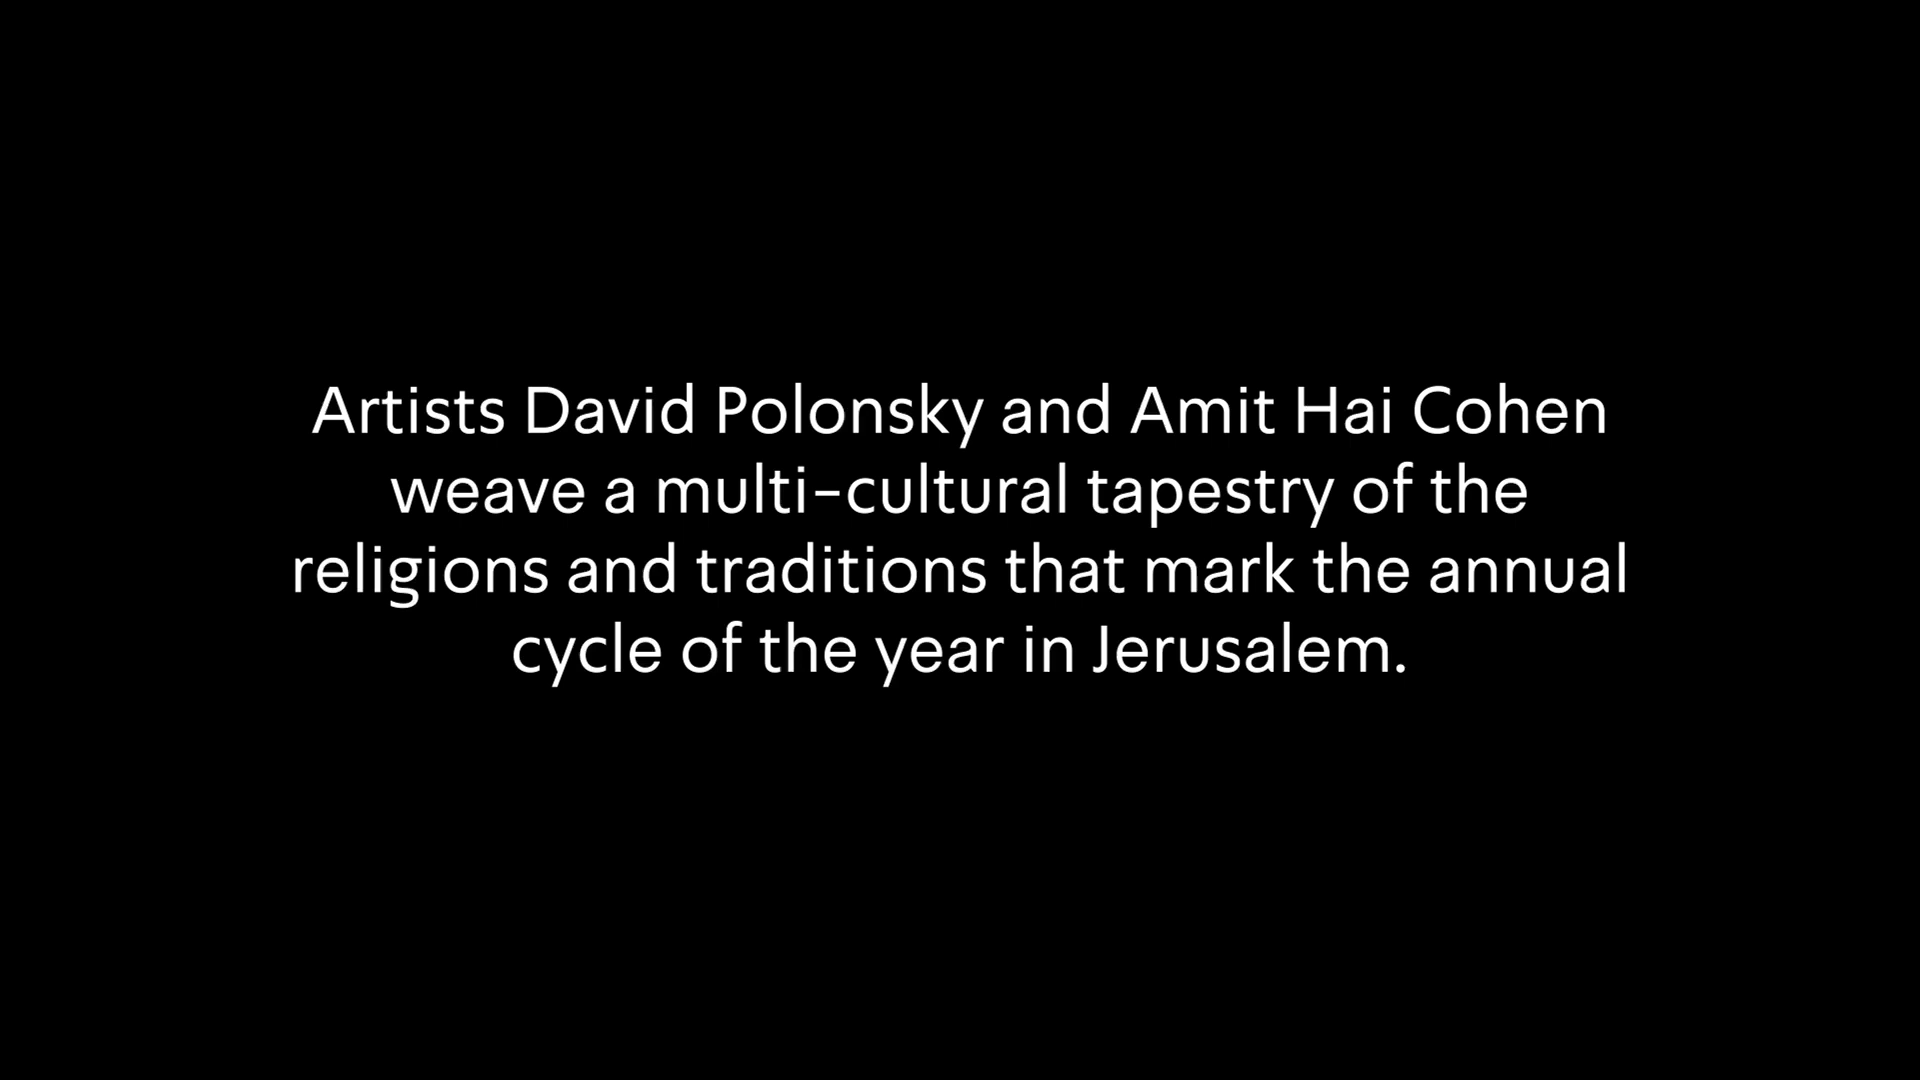 Artists David Polonsky and Amit Hai Cohen
weave a multi-cultural tapestry of the
religions and traditions that mark the annual
cycle of the year in Jerusalem.